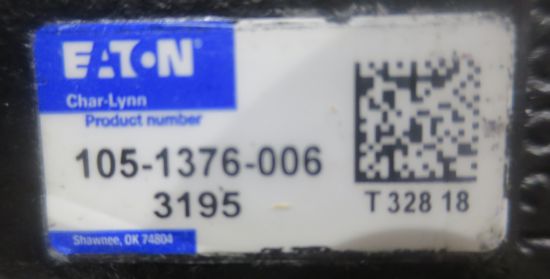 EATON
Char-Lynn
Product number
105-1376-006
3195
T 328 18
Shawnee, OK 74804